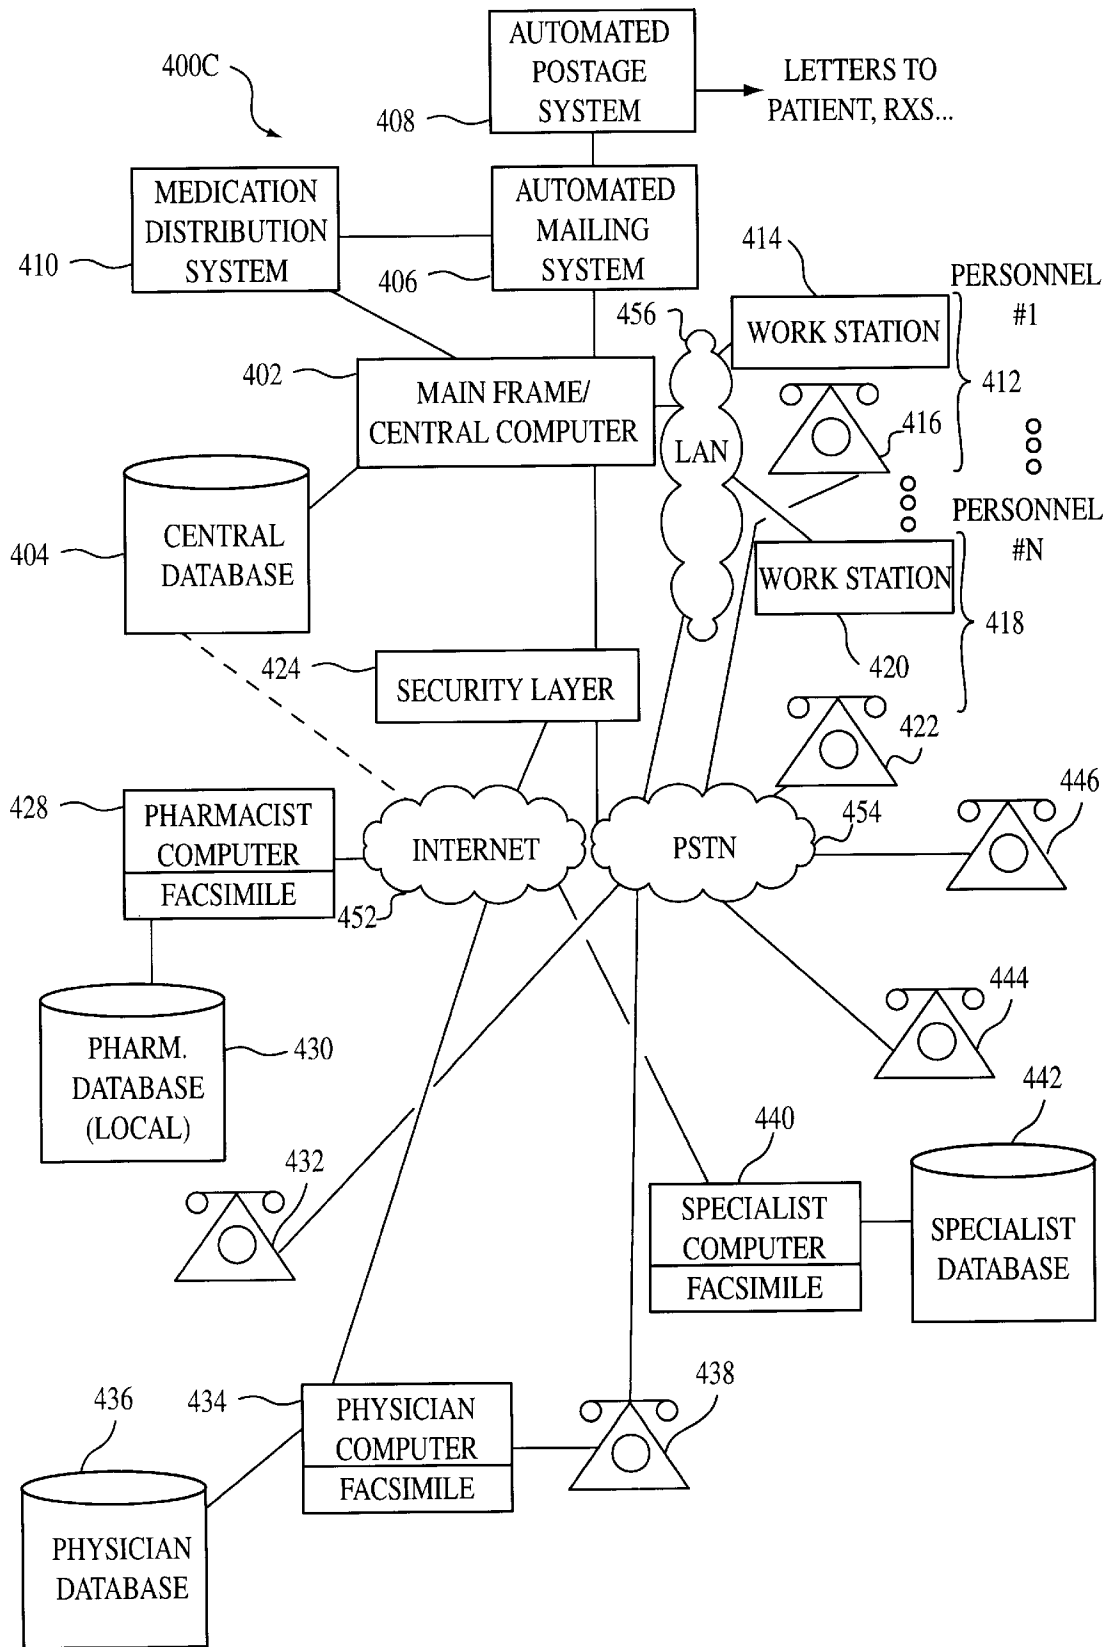 400C
AUTOMATED
POSTAGE
SYSTEM
408
LETTERS TO
PATIENT, RXS...
MEDICATION
DISTRIBUTION
SYSTEM
410
AUTOMATED
MAILING
SYSTEM
406
414
PERSONNEL
#1
456
WORK STATION
412
402
MAIN FRAME/
CENTRAL COMPUTER
LAN
416
404
CENTRAL
DATABASE
PERSONNEL
#N
WORK STATION
418
420
424
SECURITY LAYER
422
428
PHARMACIST
COMPUTER
FACSIMILE
INTERNET
452
PSTN
454
446
PHARM.
DATABASE
(LOCAL)
430
444
432
440
442
SPECIALIST
COMPUTER
FACSIMILE
SPECIALIST
DATABASE
436
434
PHYSICIAN
COMPUTER
FACSIMILE
438
PHYSICIAN
DATABASE